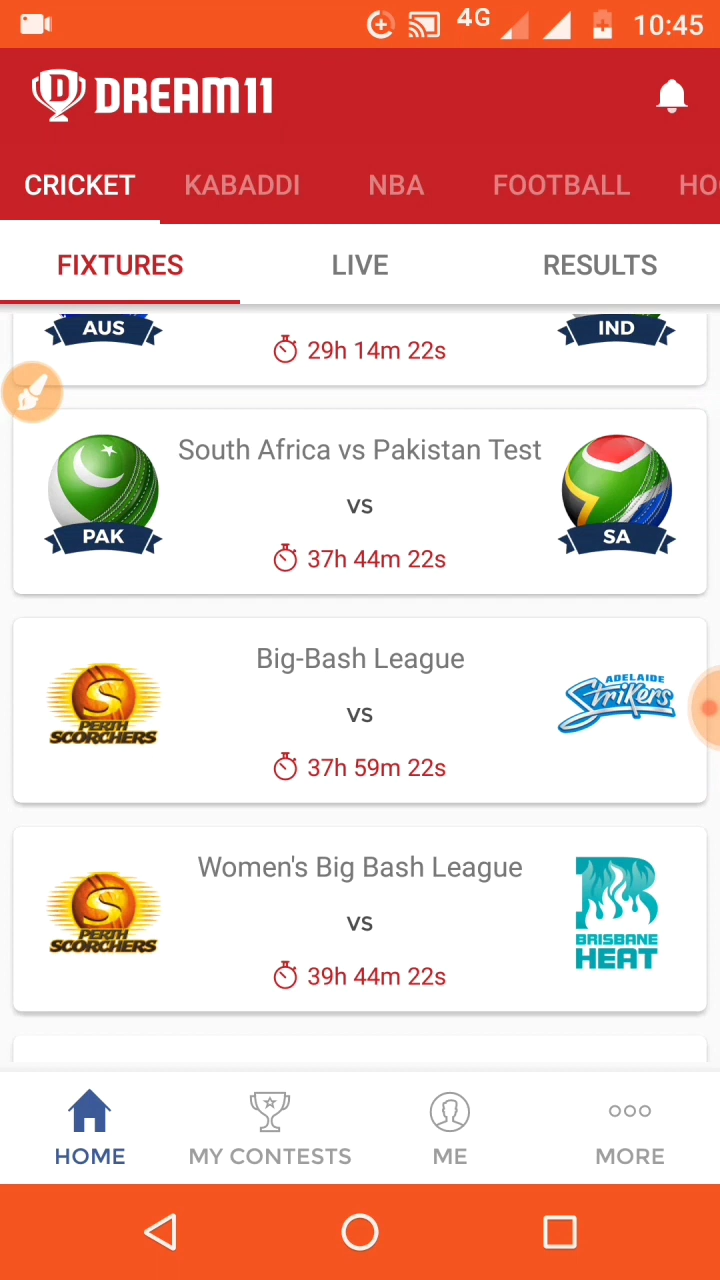 4G 10:45
DREAM11
CRICKET KABADDI NBA FOOTBALL HO
FIXTURES LIVE RESULTS
AUS IND
29h 14m 22s
South Africa vs Pakistan Test
vs
PAK SA
37h 44m 22s
Big-Bash League
PERTH SCORCHERS
vs
ADELAIDE Strikers
37h 59m 22s
Women's Big Bash League
PERTH SCORCHERS
vs
BRISBANE HEAT
39h 44m 22s
HOME MY CONTESTS ME MORE